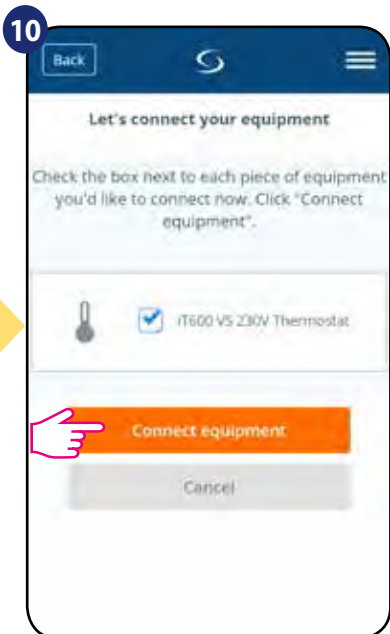 10
Back
Let's connect your equipment
Check the box next to each piece of equipment
you'd like to connect now. Click "Connect
equipment".
iT600 VS 230V Thermostat
Connect equipment
Cancel